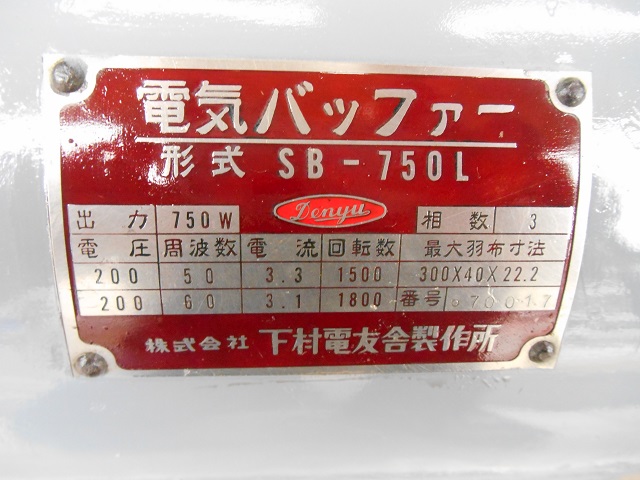 電気バッファー
形式 SB-750L
出力 750W Denyu 相数 3
電圧 周波数 電流 回転数 最大羽布寸法
200 50 3.3 1500 300X40X22.2
200 60 3.1 1800 番号
株式会社 下村電友舎製作所